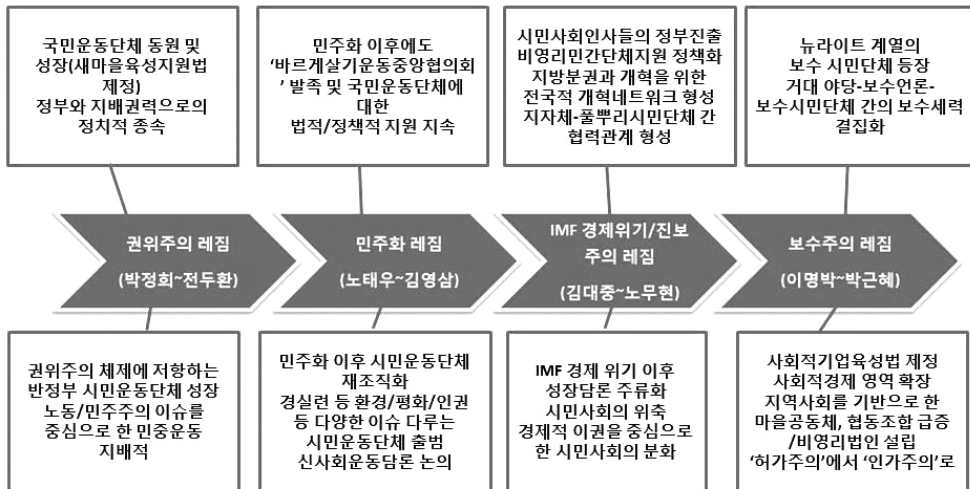 국민운동단체 동원 및
성장(새마을육성지원법
제정)
정부와 지배권력으로의
정치적 종속
민주화 이후에도
‘바르게살기운동중앙협의회
’ 발족 및 국민운동단체에
대한
법적/정책적 지원 지속
시민사회인사들의 정부진출
비영리민간단체지원 정책화
지방분권과 개혁을 위한
전국적 개혁네트워크 형성
지자체-풀뿌리시민단체 간
협력관계 형성
뉴라이트 계열의
보수 시민단체 등장
거대 야당-보수언론-
보수시민단체 간의 보수세력
결집화
권위주의 레짐
(박정희~전두환)
민주화 레짐
(노태우~김영삼)
IMF 경제위기/진보
주의 레짐
(김대중~노무현)
보수주의 레짐
(이명박~박근혜)
권위주의 체제에 저항하는
반정부 시민운동단체 성장
노동/민주주의 이슈를
중심으로 한 민중운동
지배적
민주화 이후 시민운동단체
재조직화
경실련 등 환경/평화/인권
등 다양한 이슈 다루는
시민운동단체 출범
신사회운동담론 논의
IMF 경제 위기 이후
성장담론 주류화
시민사회의 위축
경제적 이권을 중심으로
한 시민사회의 분화
사회적기업육성법 제정
사회적경제 영역 확장
지역사회를 기반으로 한
마을공동체, 협동조합 급증
/비영리법인 설립
‘허가주의’에서 ‘인가주의’로